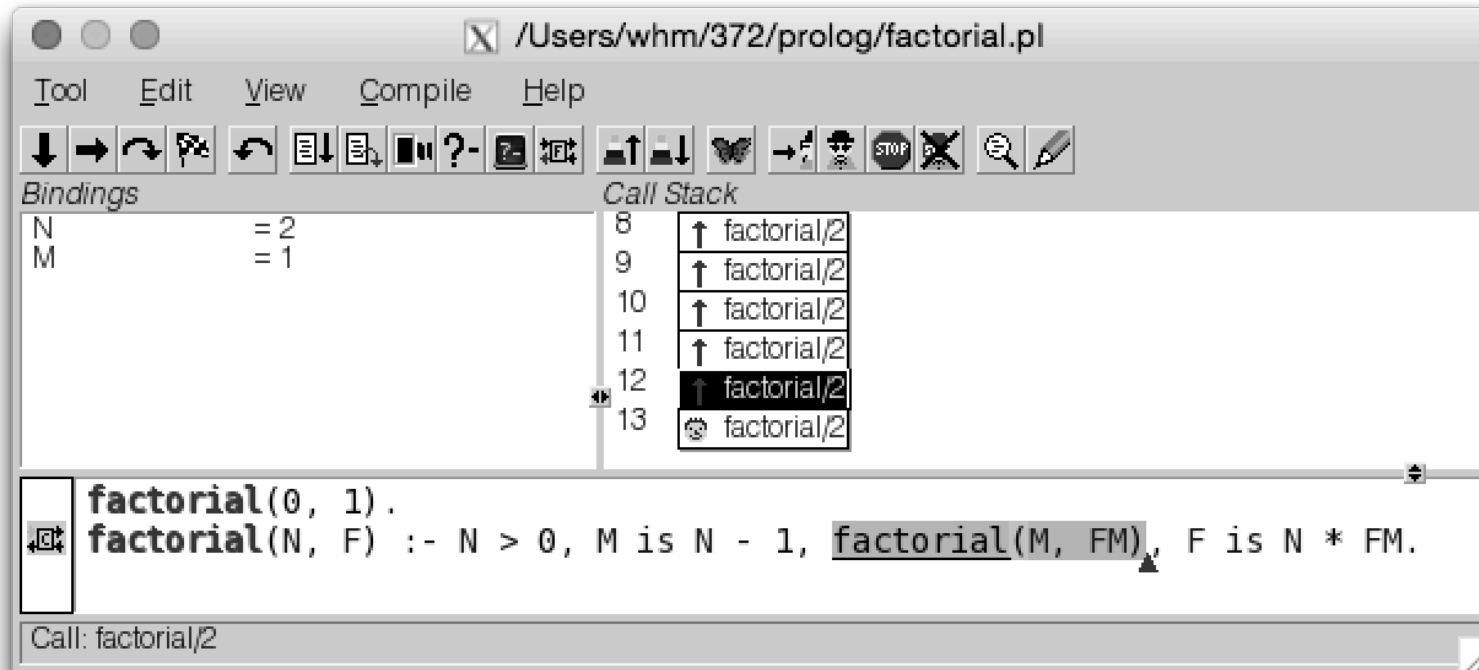 X /Users/whm/372/prolog/factorial.pl
Tool Edit View Compile Help
?- ?- F STOP
Bindings Call Stack
N = 2
M = 1
8 factorial/2
9 factorial/2
10 factorial/2
11 factorial/2
12 factorial/2
13 factorial/2
factorial(0, 1).
factorial(N, F) :- N > 0, M is N - 1, factorial(M, FM), F is N * FM.
Call: factorial/2